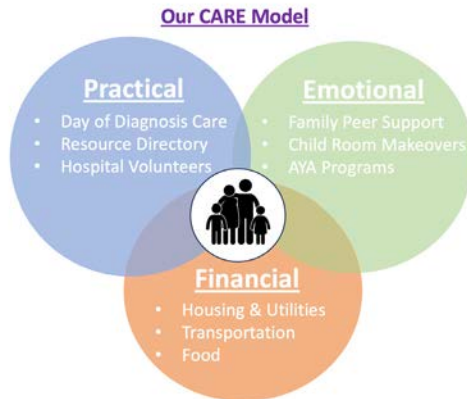 Our CARE Model
Practical
• Day of Diagnosis Care
• Resource Directory
• Hospital Volunteers
Emotional
• Family Peer Support
• Child Room Makeovers
• AYA Programs
Financial
• Housing & Utilities
• Transportation
• Food